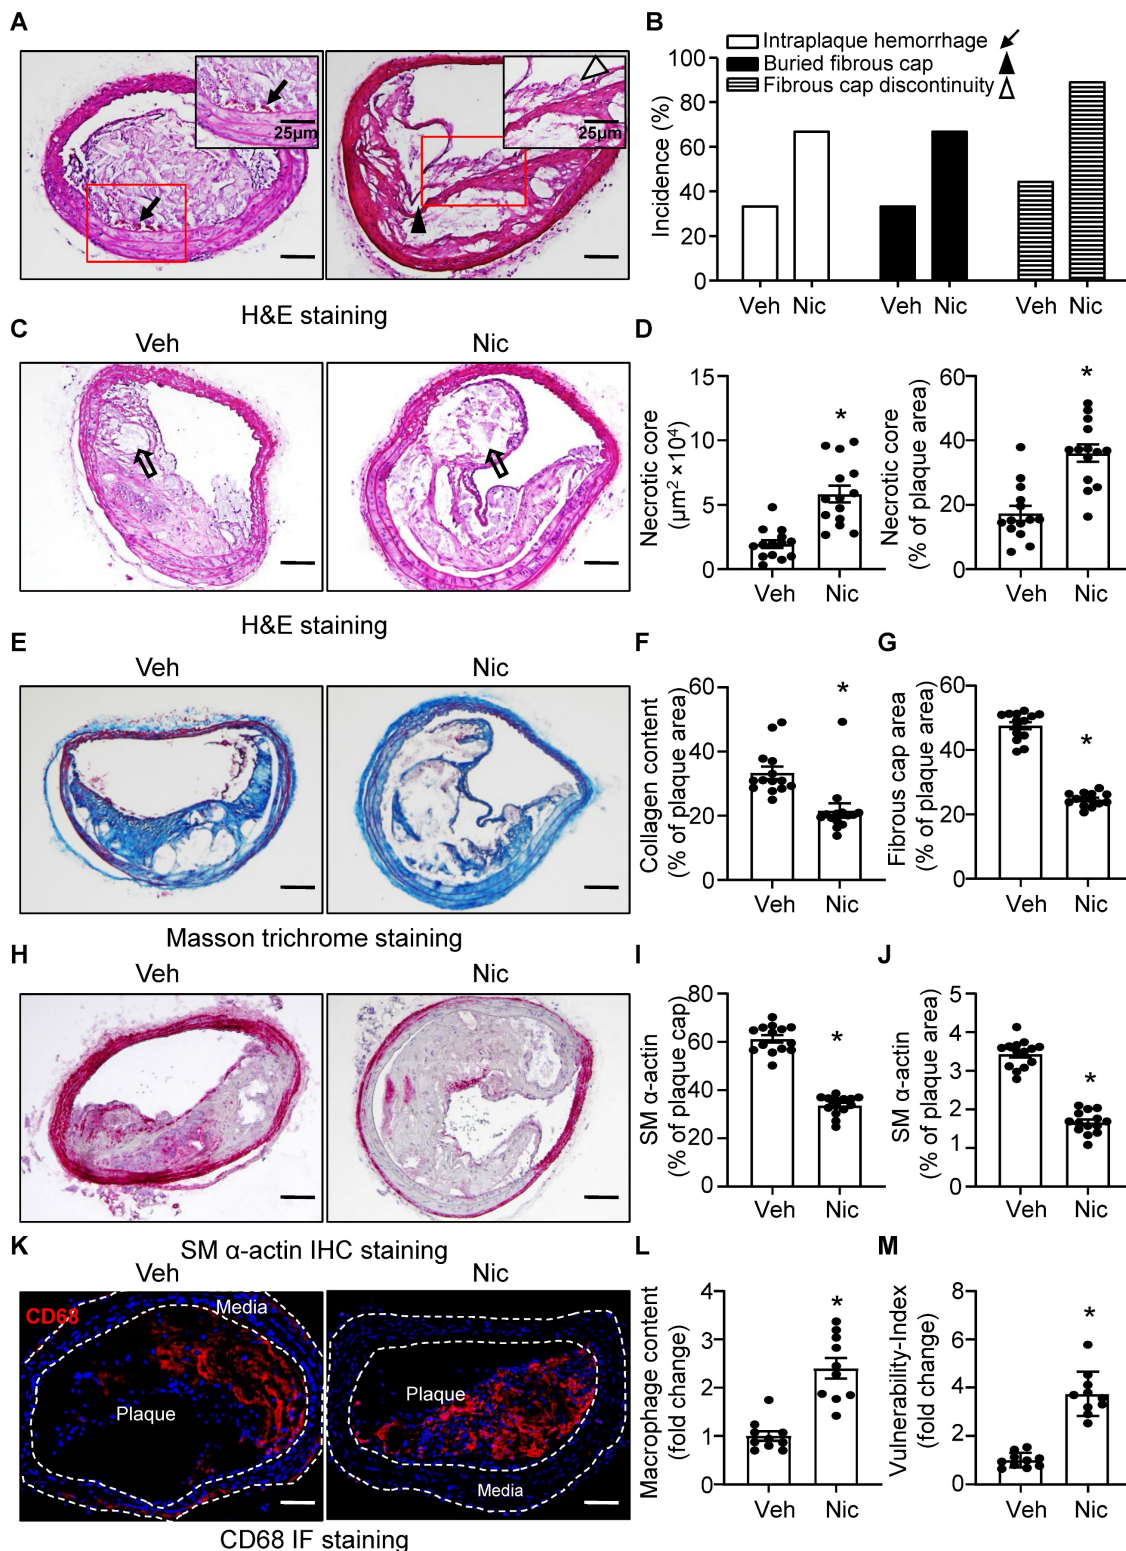 A
25μm
25μm
H&E staining
B
Intraplaque hemorrhage
Buried fibrous cap
Fibrous cap discontinuity
Incidence (%)
100
80
60
40
20
0
Veh Nic Veh Nic Veh Nic
C
Veh Nic
H&E staining
D
Necrotic core
(μm² ×10⁴)
15
10
5
0
*
Veh Nic
Necrotic core
(% of plaque area)
60
40
20
0
*
Veh Nic
E
Veh Nic
Masson trichrome staining
F
Collagen content
(% of plaque area)
60
40
20
0
*
Veh Nic
G
Fibrous cap area
(% of plaque area)
60
40
20
0
*
Veh Nic
H
Veh Nic
SM α-actin IHC staining
I
SM α-actin
(% of plaque cap)
80
60
40
20
0
*
Veh Nic
J
SM α-actin
(% of plaque area)
5
4
3
2
1
0
*
Veh Nic
K
Veh Nic
CD68
Media
Plaque
Plaque
Media
CD68 IF staining
L
Macrophage content
(fold change)
4
3
2
1
0
*
Veh Nic
M
Vulnerability-Index
(fold change)
8
6
4
2
0
*
Veh Nic